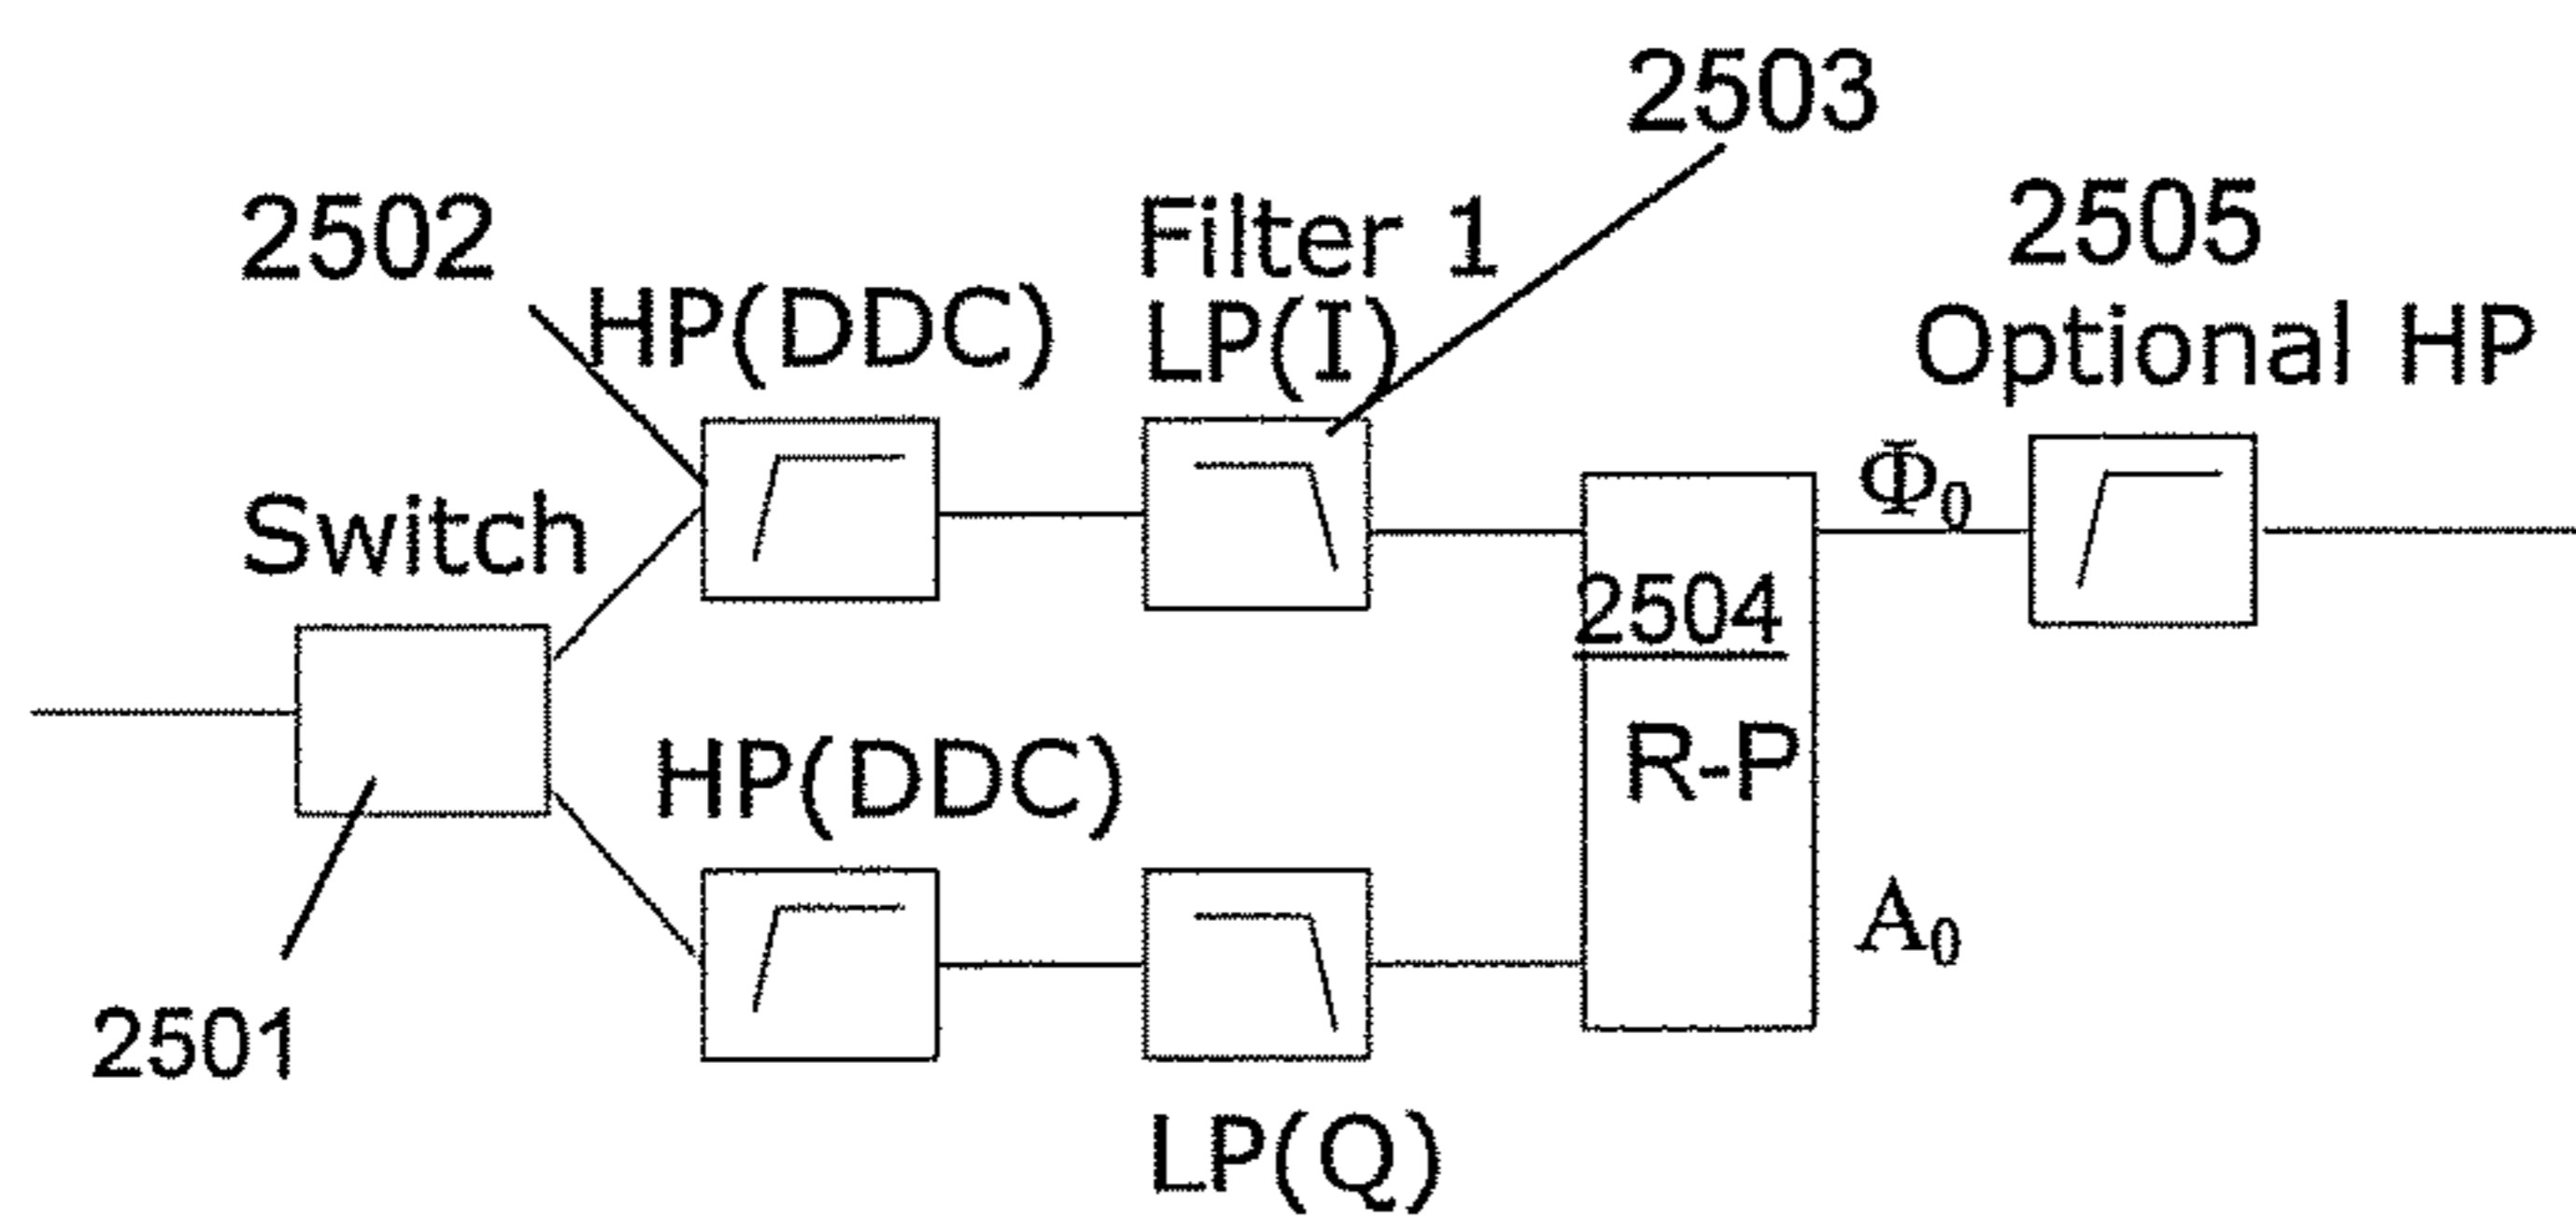 2503
2502
Filter 1
2505
HP(DDC)
LP(I)
Optional HP
Φ0
Switch
2504
R-P
HP(DDC)
A0
2501
LP(Q)